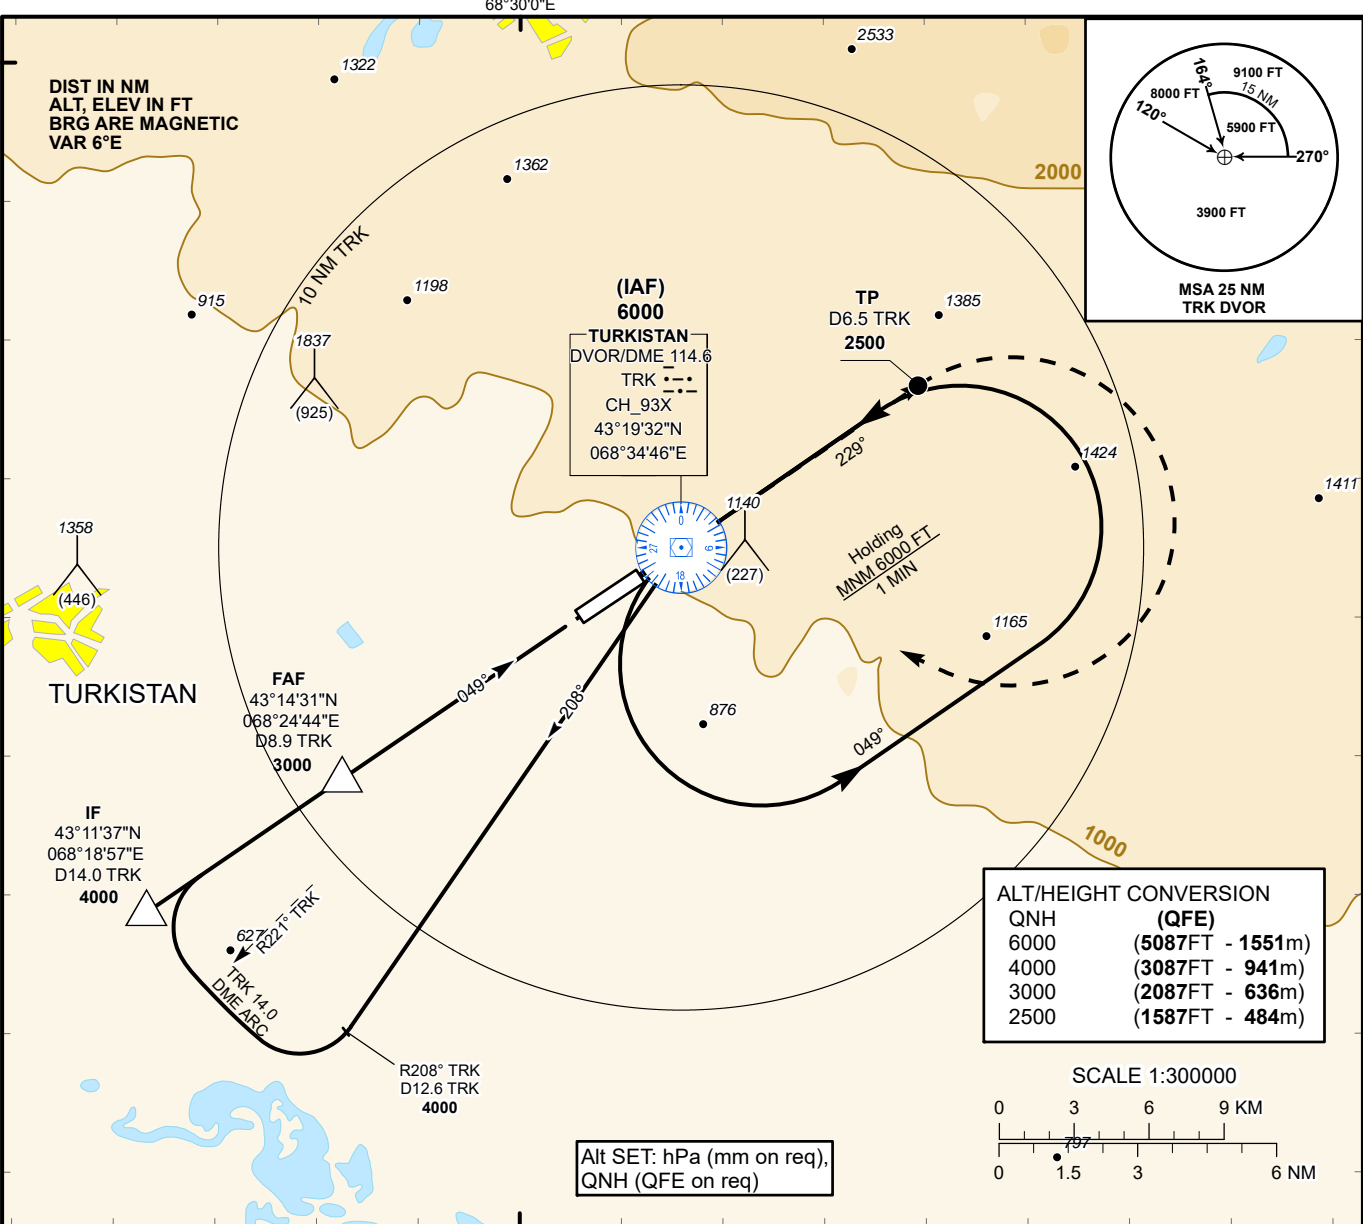 68°30'0"E
DIST IN NM
ALT, ELEV IN FT
BRG ARE MAGNETIC
VAR 6°E
1322
2533
1362
2000
164°
9100 FT
15 NM
8000 FT
120°
5900 FT
270°
3900 FT
MSA 25 NM
TRK DVOR
10 NM TRK
915
1198
1837
(925)
(IAF)
6000
TURKISTAN
DVOR/DME 114.6
TRK
CH_93X
43°19'32"N
068°34'46"E
TP
D6.5 TRK
2500
1385
229°
1424
1411
1140
(227)
0
9
18
27
Holding
MNM 6000 FT
1 MIN
1358
(446)
TURKISTAN
1165
FAF
43°14'31"N
068°24'44"E
D8.9 TRK
3000
049°
208°
876
049°
IF
43°11'37"N
068°18'57"E
D14.0 TRK
4000
627
R221° TRK
TRK 14.0
DME ARC
R208° TRK
D12.6 TRK
4000
1000
ALT/HEIGHT CONVERSION
QNH (QFE)
6000 (5087FT - 1551m)
4000 (3087FT - 941m)
3000 (2087FT - 636m)
2500 (1587FT - 484m)
SCALE 1:300000
0 3 6 9 KM
797
0 1.5 3 6 NM
Alt SET: hPa (mm on req),
QNH (QFE on req)